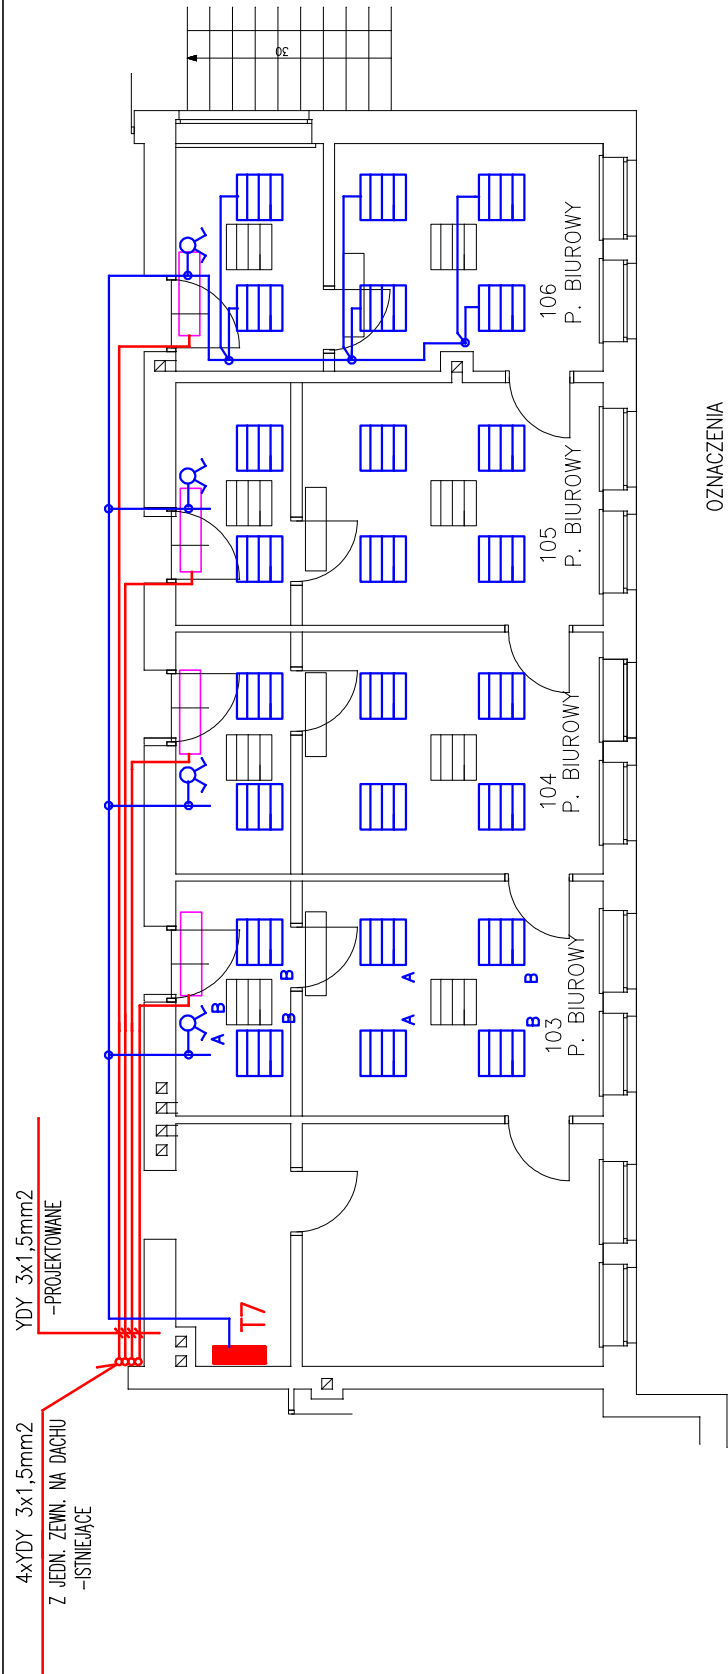 4xYDY 3x1,5mm2
Z JEDN. ZEWN. NA DACHU
-ISTNIEJĄCE
YDY 3x1,5mm2
-PROJEKTOWANE
T7
A
B
B
B
A
A
B
B
103
P. BIUROWY
104
P. BIUROWY
105
P. BIUROWY
106
P. BIUROWY
30
OZNACZENIA